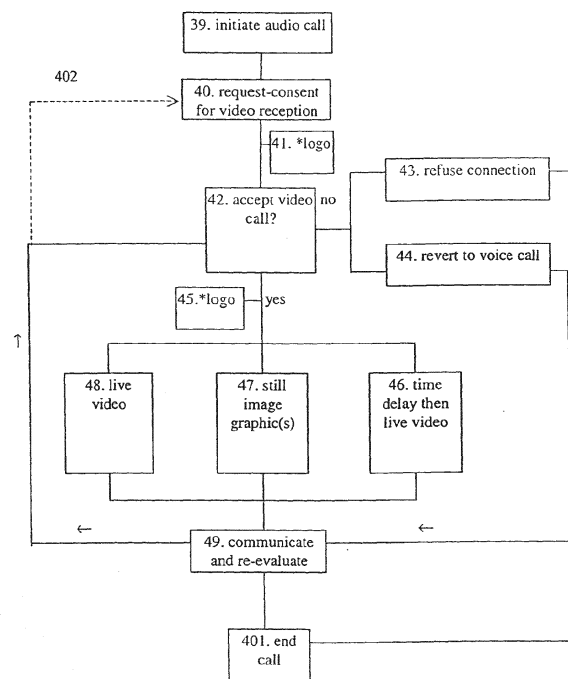 39. initiate audio call
402
40. request-consent
for video reception
41. *logo
42. accept video
call?
no
43. refuse connection
44. revert to voice call
45.*logo
yes
48. live
video
47. still
image
graphic(s)
46. time
delay then
live video
↑
←
←
49. communicate
and re-evaluate
401. end
call